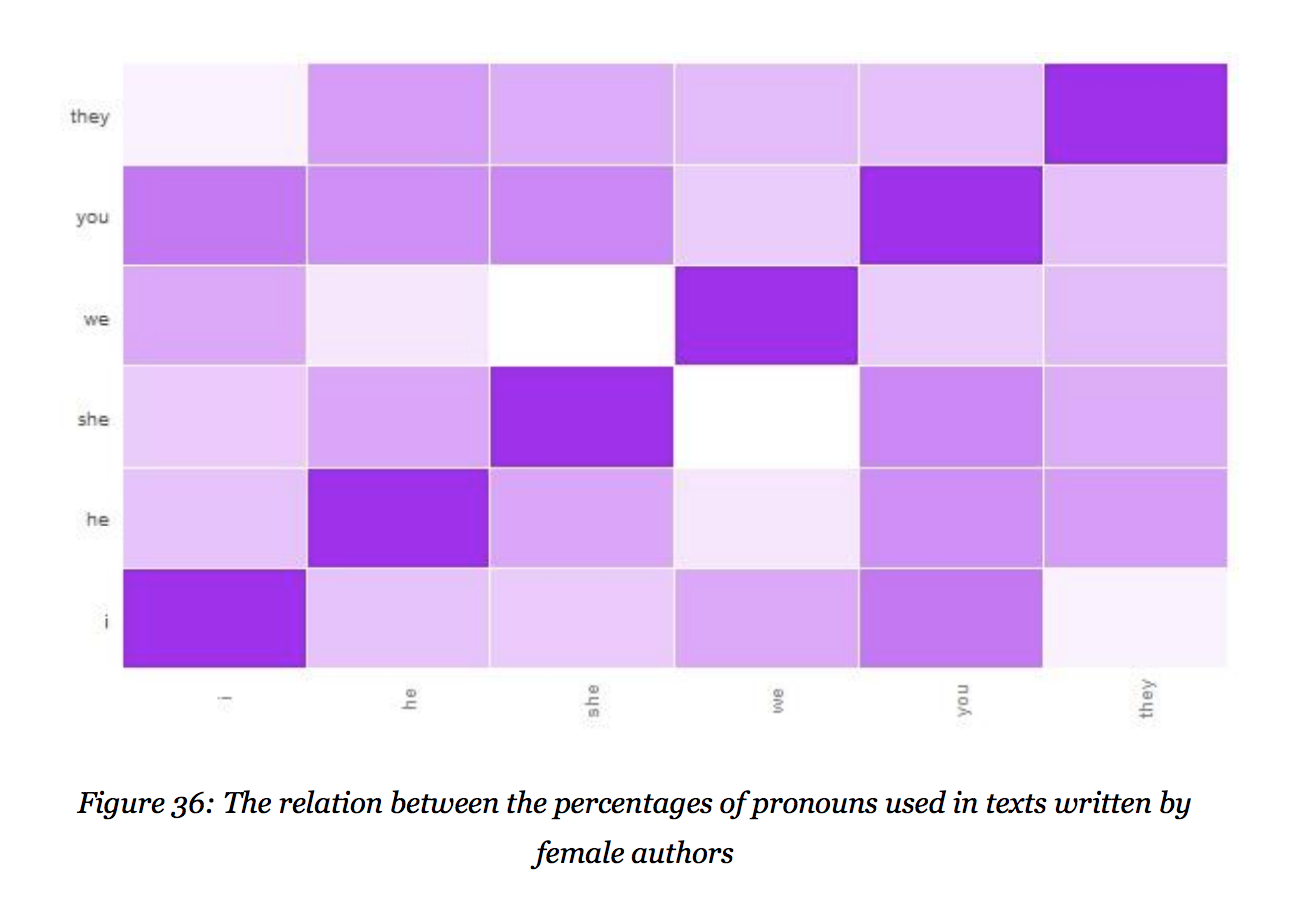 they
you
we
she
he
i
i he she we you they
Figure 36: The relation between the percentages of pronouns used in texts written by
female authors